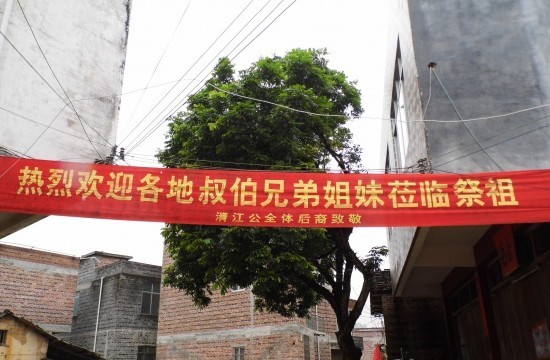 热烈欢迎各地叔伯兄弟姐妹莅临祭祖
清江公全体后裔致敬